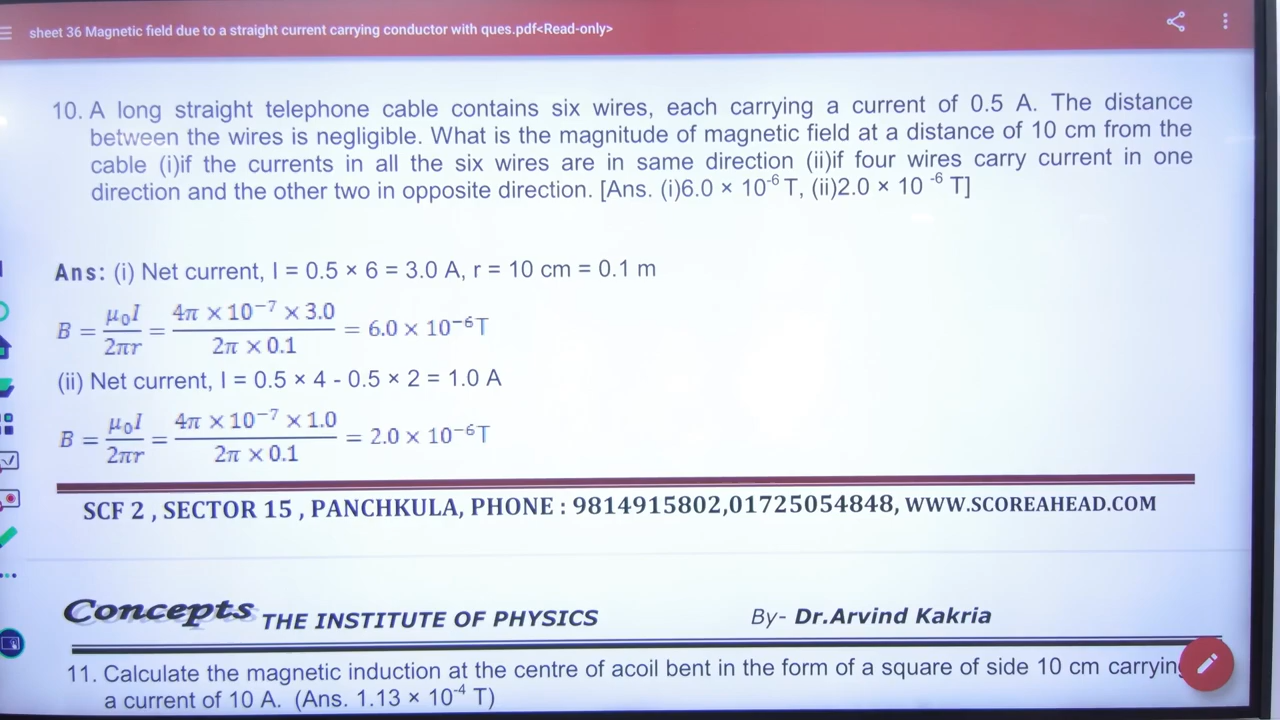 sheet 36 Magnetic field due to a straight current carrying conductor with ques.pdf<Read-only>
10. A long straight telephone cable contains six wires, each carrying a current of 0.5 A. The distance
between the wires is negligible. What is the magnitude of magnetic field at a distance of 10 cm from the
cable (i)if the currents in all the six wires are in same direction (ii)if four wires carry current in one
direction and the other two in opposite direction. [Ans. (i)6.0 × 10⁻⁶ T, (ii)2.0 × 10 ⁻⁶ T]
Ans: (i) Net current, I = 0.5 × 6 = 3.0 A, r = 10 cm = 0.1 m
B = μ₀I/2πr = 4π × 10⁻⁷ × 3.0/2π × 0.1 = 6.0 × 10⁻⁶T
(ii) Net current, I = 0.5 × 4 - 0.5 × 2 = 1.0 A
B = μ₀I/2πr = 4π × 10⁻⁷ × 1.0/2π × 0.1 = 2.0 × 10⁻⁶T
SCF 2 , SECTOR 15 , PANCHKULA, PHONE : 9814915802,01725054848, WWW.SCOREAHEAD.COM
Concepts THE INSTITUTE OF PHYSICS By- Dr.Arvind Kakria
11. Calculate the magnetic induction at the centre of acoil bent in the form of a square of side 10 cm carrying
a current of 10 A. (Ans. 1.13 × 10⁻⁴ T)